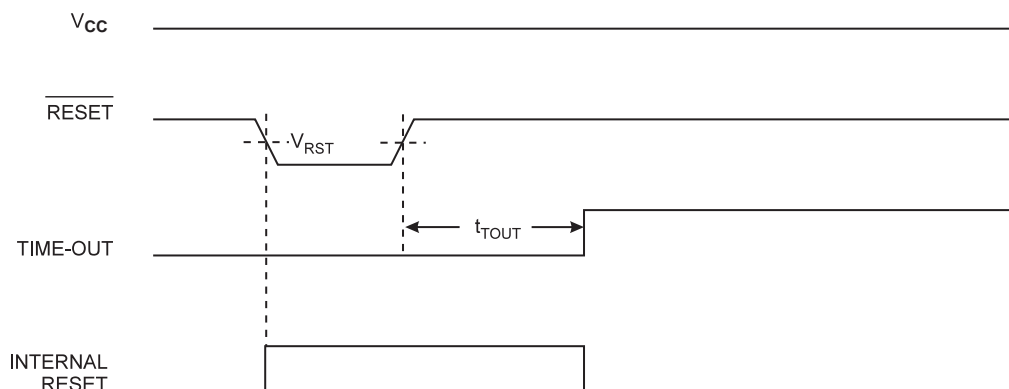 VCC
RESET
VRST
tTOUT
TIME-OUT
INTERNAL
RESET